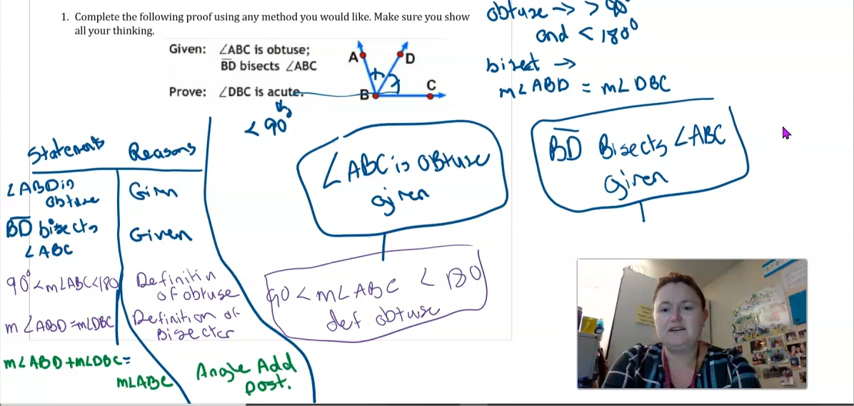 1. Complete the following proof using any method you would like. Make sure you show
all your thinking.
Given: ∠ABC is obtuse;
BD bisects ∠ABC
Prove: ∠DBC is acute.
A
D
B
C
obtuse → > 90°
and < 180°
bisect →
m∠ABD = m∠DBC
< 90°
Statements
Reasons
∠ABD is
obtuse
Given
BD bisects
∠ABC
Given
90° < m∠ABC < 180
Definition
of obtuse
m∠ABD = m∠DBC
Definition of
Bisector
m∠ABD + m∠DBC =
m∠ABC
Angle Add
post.
∠ABC is obtuse
given
90 < m∠ABC < 180
def obtuse
BD Bisects ∠ABC
given